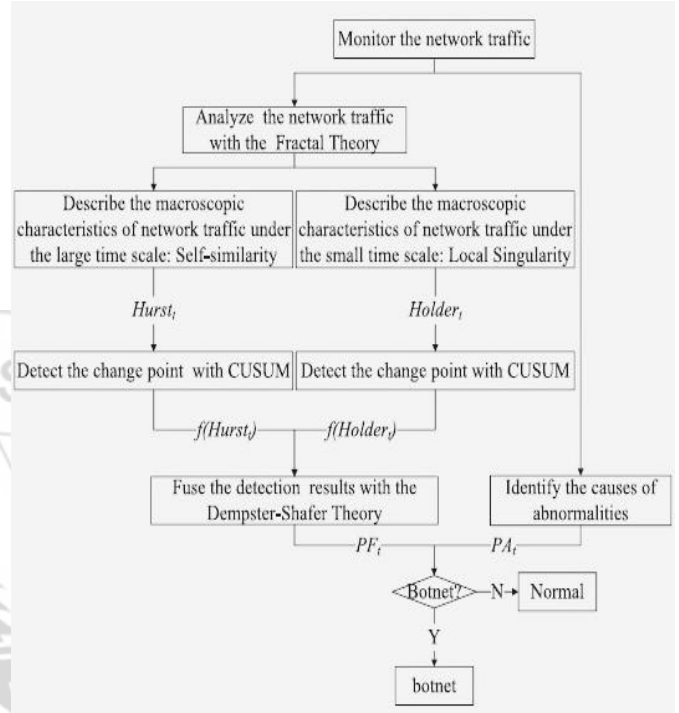 Monitor the network traffic
Analyze the network traffic
with the Fractal Theory
Describe the macroscopic
characteristics of network traffic under
the large time scale: Self-similarity
Describe the macroscopic
characteristics of network traffic under
the small time scale: Local Singularity
Hurst_t
Holder_t
Detect the change point with CUSUM
Detect the change point with CUSUM
f(Hurst_t)
f(Holder_t)
Fuse the detection results with the
Dempster-Shafer Theory
Identify the causes of
abnormalities
PF_t
PA_t
Botnet?
N
Normal
Y
botnet